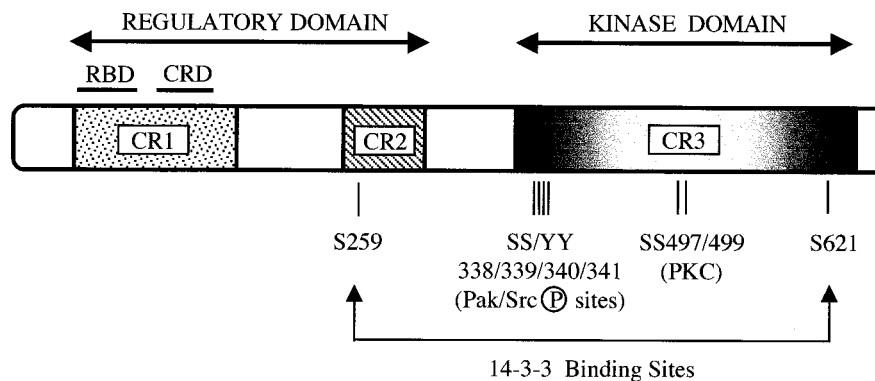 REGULATORY DOMAIN KINASE DOMAIN
RBD CRD
CR1 CR2 CR3
S259 SS/YY SS497/499 S621
338/339/340/341 (PKC)
(Pak/Src P sites)
14-3-3 Binding Sites